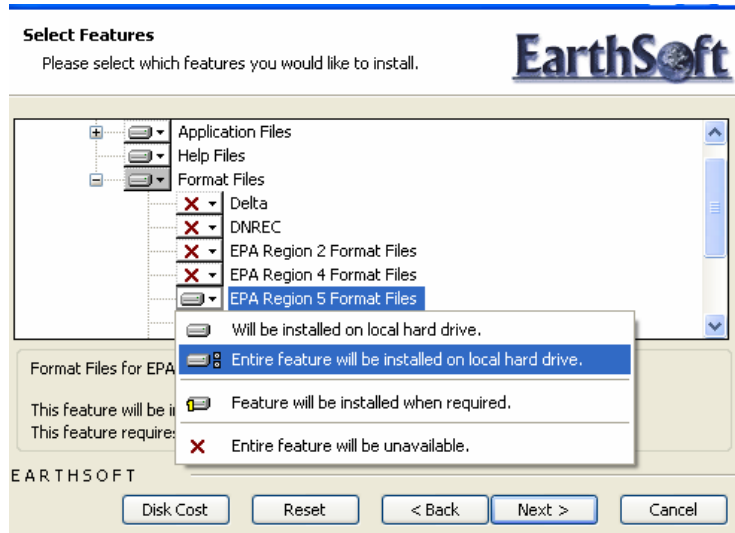 Select Features
Please select which features you would like to install.
EarthSoft
Application Files
Help Files
Format Files
Delta
DNREC
EPA Region 2 Format Files
EPA Region 4 Format Files
EPA Region 5 Format Files
Will be installed on local hard drive.
Entire feature will be installed on local hard drive.
Feature will be installed when required.
Entire feature will be unavailable.
Format Files for EPA
This feature will be i
This feature require
EARTHSOFT
Disk Cost Reset < Back Next > Cancel